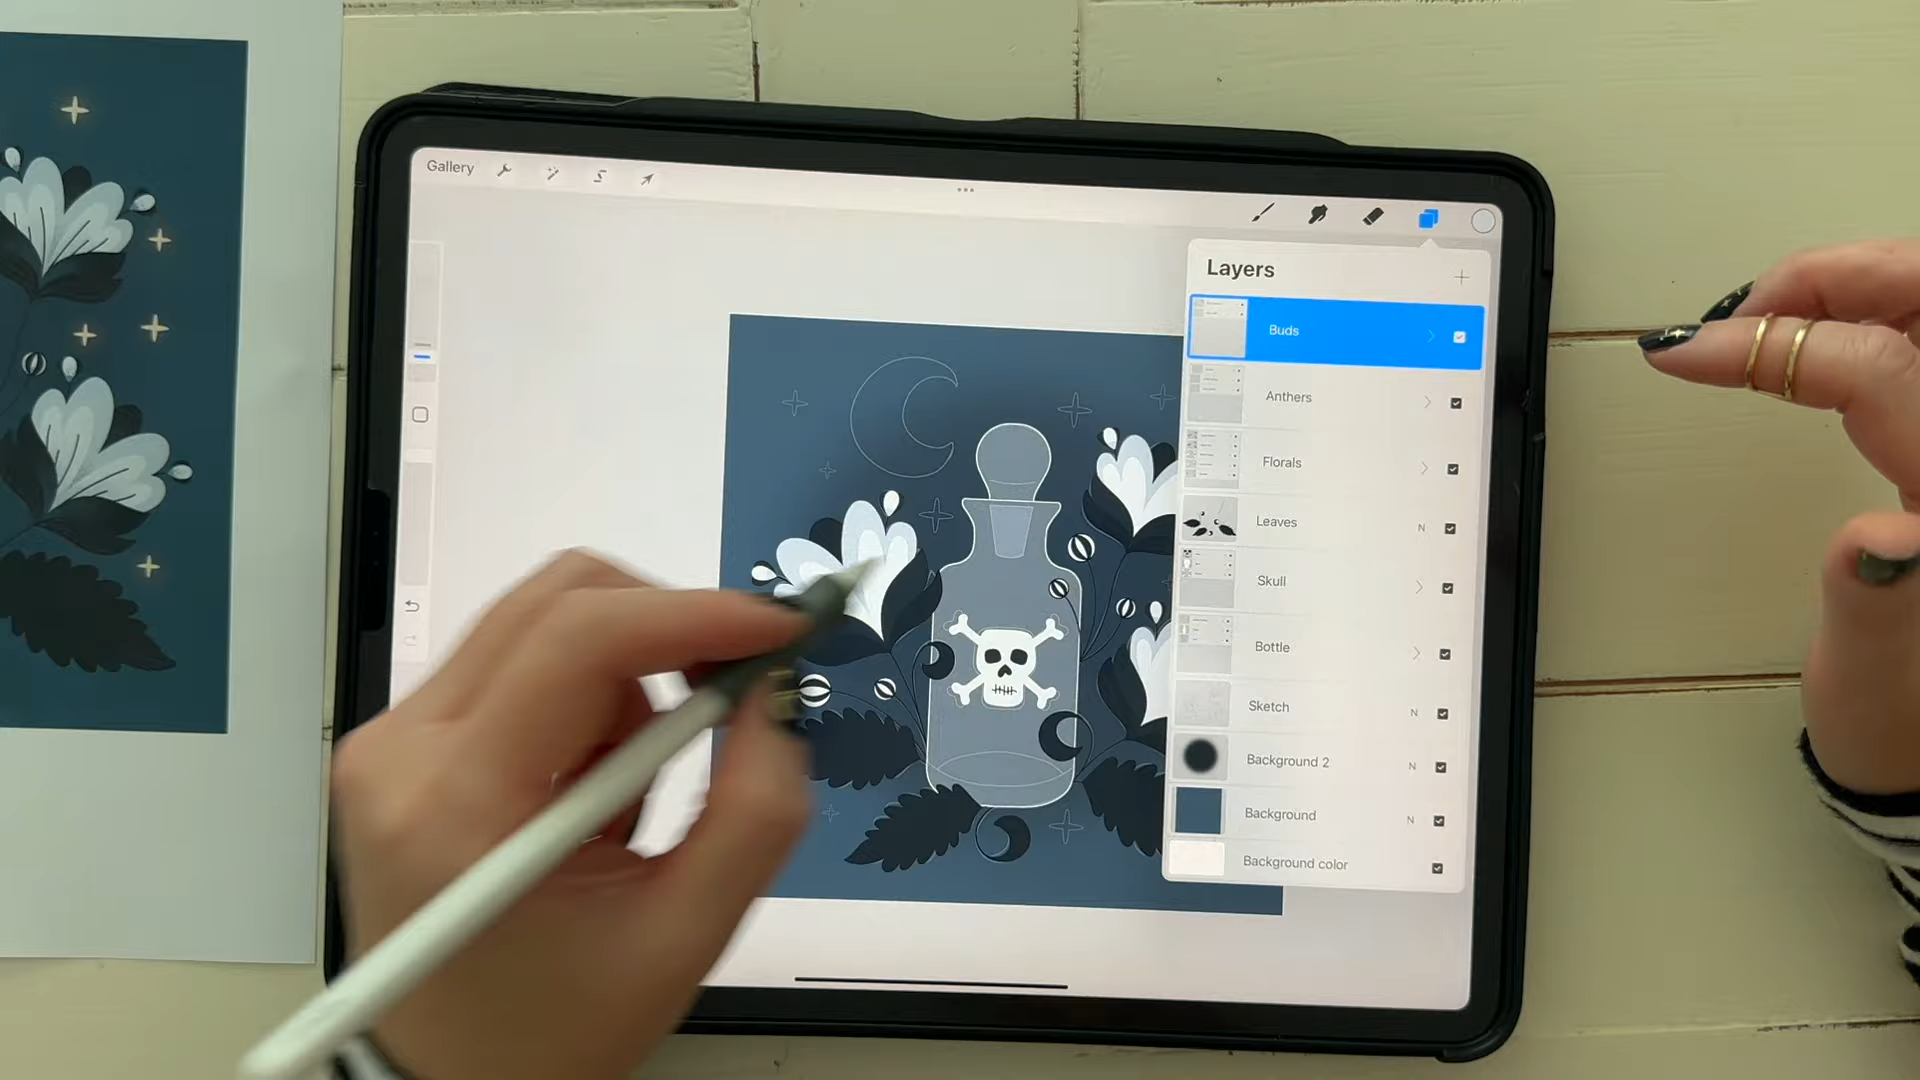 Gallery
Layers
Buds
Anthers
Florals
Leaves N
Skull
Bottle
Sketch N
Background 2 N
Background N
Background color